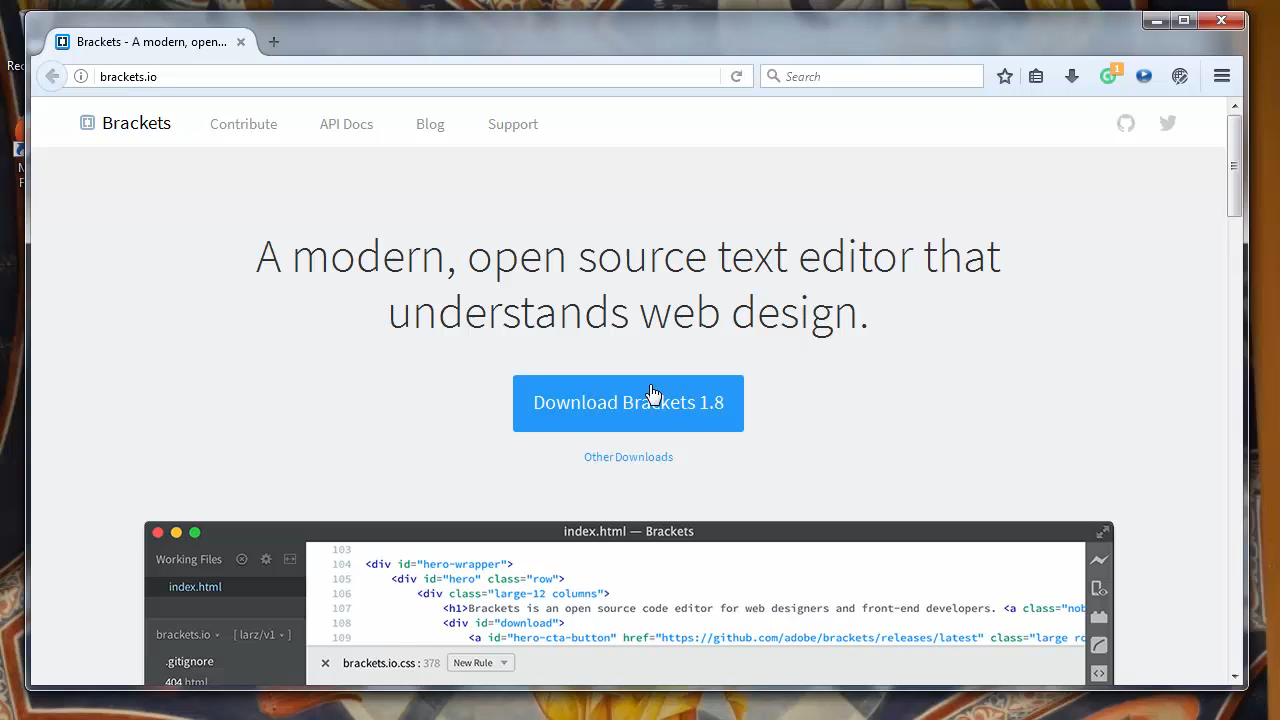 Brackets - A modern, open...
brackets.io
Search
1
Brackets
Contribute
API Docs
Blog
Support
A modern, open source text editor that
understands web design.
Download Brackets 1.8
Other Downloads
index.html — Brackets
Working Files
index.html
brackets.io
[ larz/v1 ]
.gitignore
404 html
103
104 <div id="hero-wrapper">
105 <div id="hero" class="row">
106 <div class="large-12 columns">
107 <h1>Brackets is an open source code editor for web designers and front-end developers. <a class="nob
108 <div id="download">
109 <a id="hero-cta-button" href="https://github.com/adobe/brackets/releases/latest" class="large ro
brackets.io.css : 378
New Rule